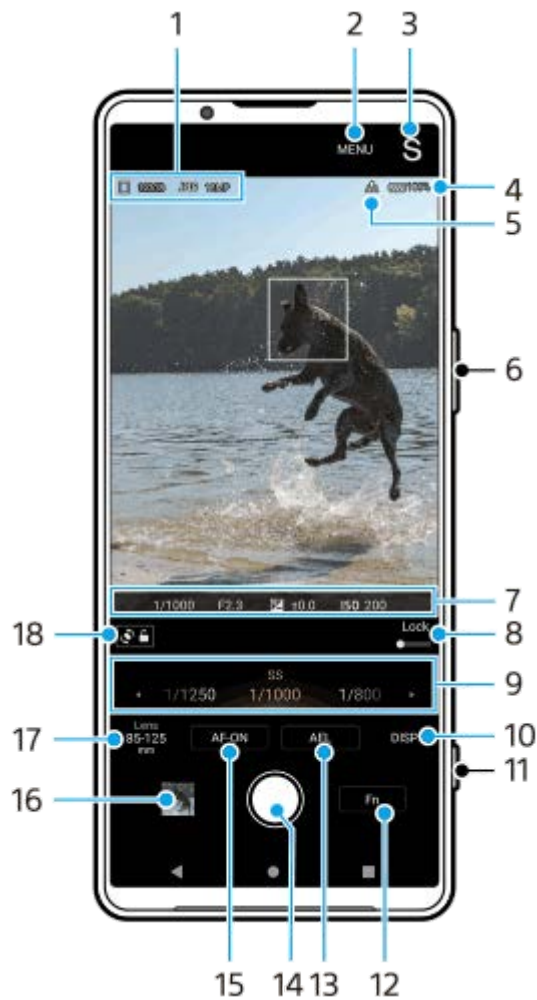 1 2 3
MENU S
100% 4
5
6
1/1000 F2.3 ±0.0 ISO 200 7
18 Lock 8
SS
1/1250 1/1000 1/800 9
17 Lens
85-125
mm
AF-ON AEL DISP 10
11
16 Fn
15 14 13 12